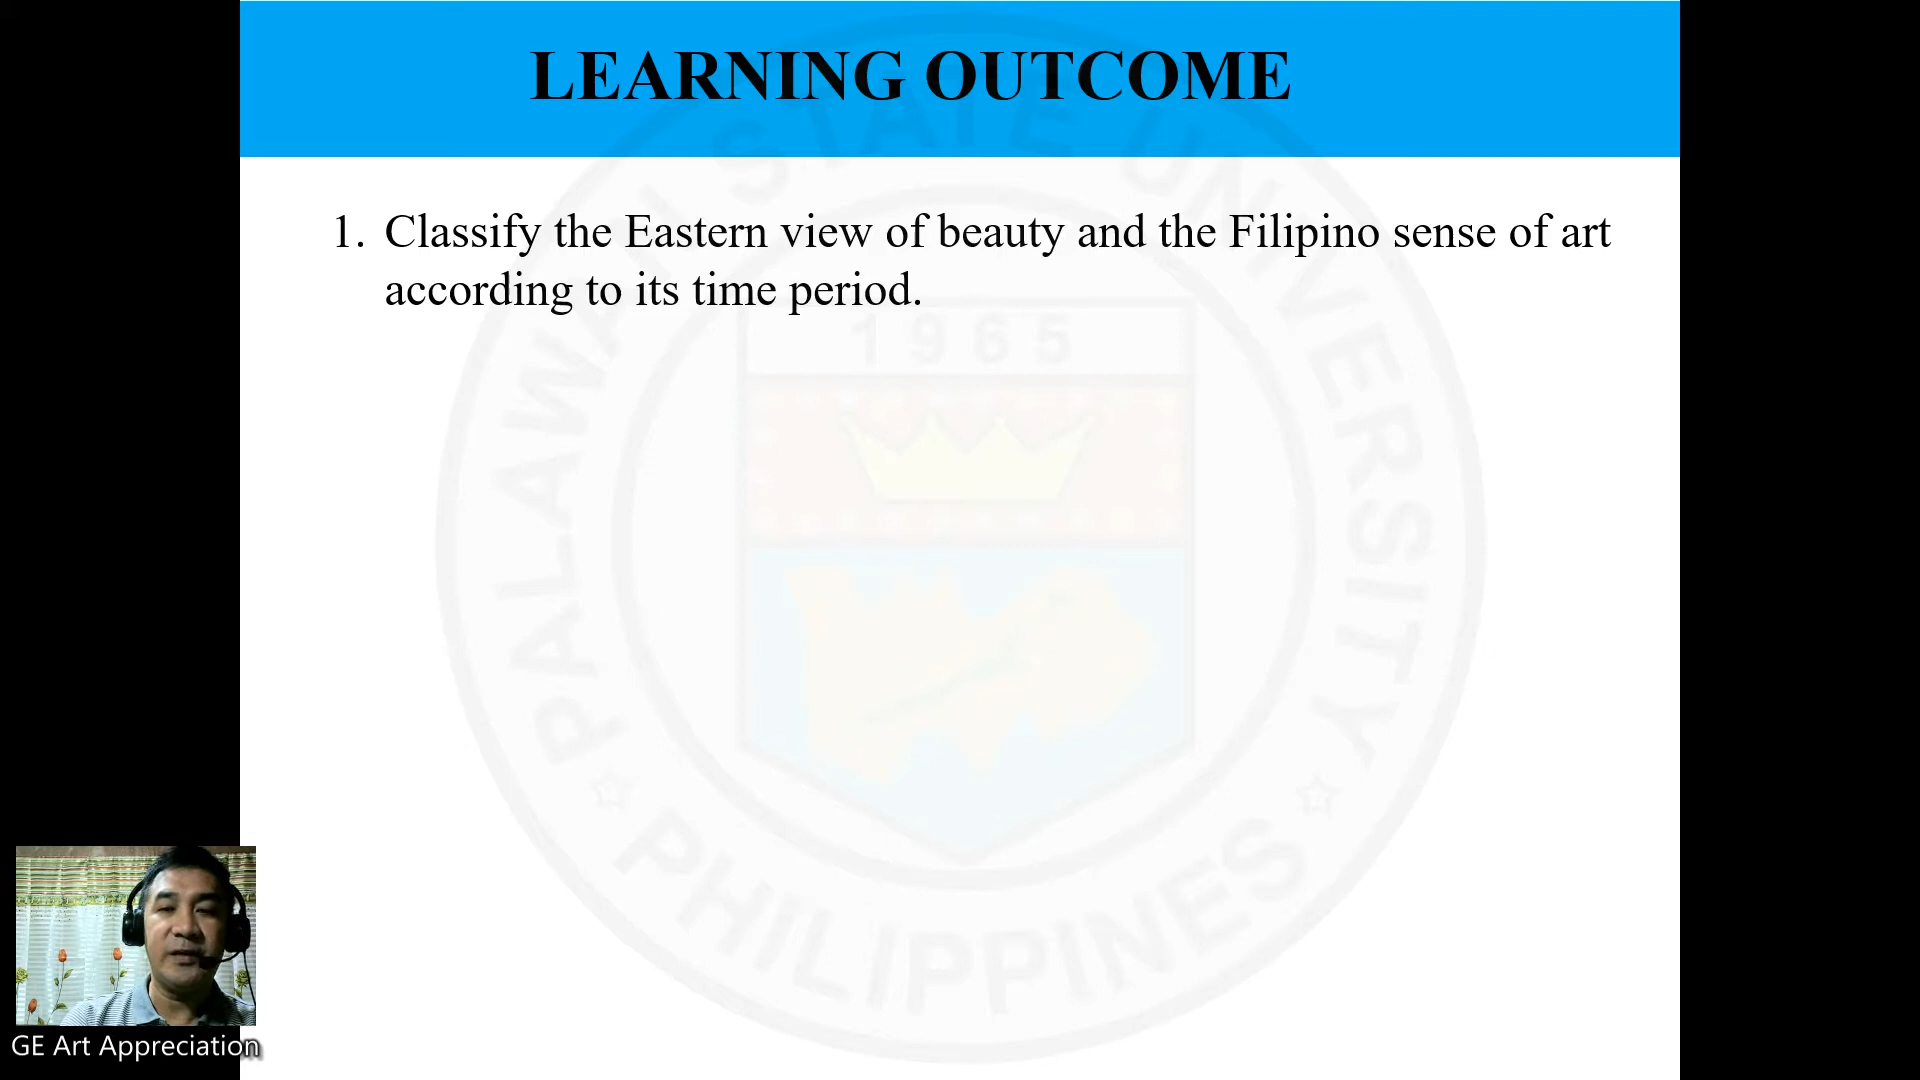 LEARNING OUTCOME
1. Classify the Eastern view of beauty and the Filipino sense of art
according to its time period.
PALAWAN STATE UNIVERSITY
1965
PHILIPPINES
GE Art Appreciation